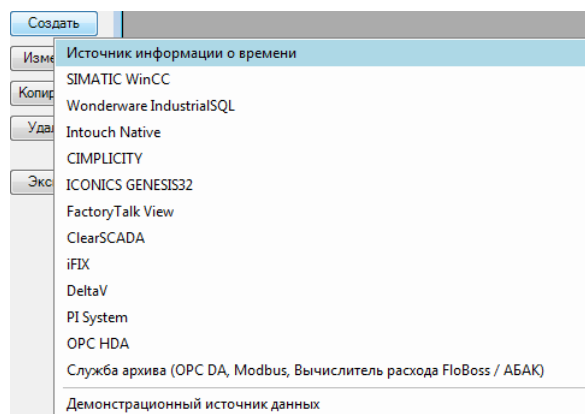 Создать
Источник информации о времени
SIMATIC WinCC
Wonderware IndustrialSQL
Intouch Native
CIMPLICITY
ICONICS GENESIS32
FactoryTalk View
ClearSCADA
iFIX
DeltaV
PI System
OPC HDA
Служба архива (OPC DA, Modbus, Вычислитель расхода FloBoss / АБАК)
Демонстрационный источник данных